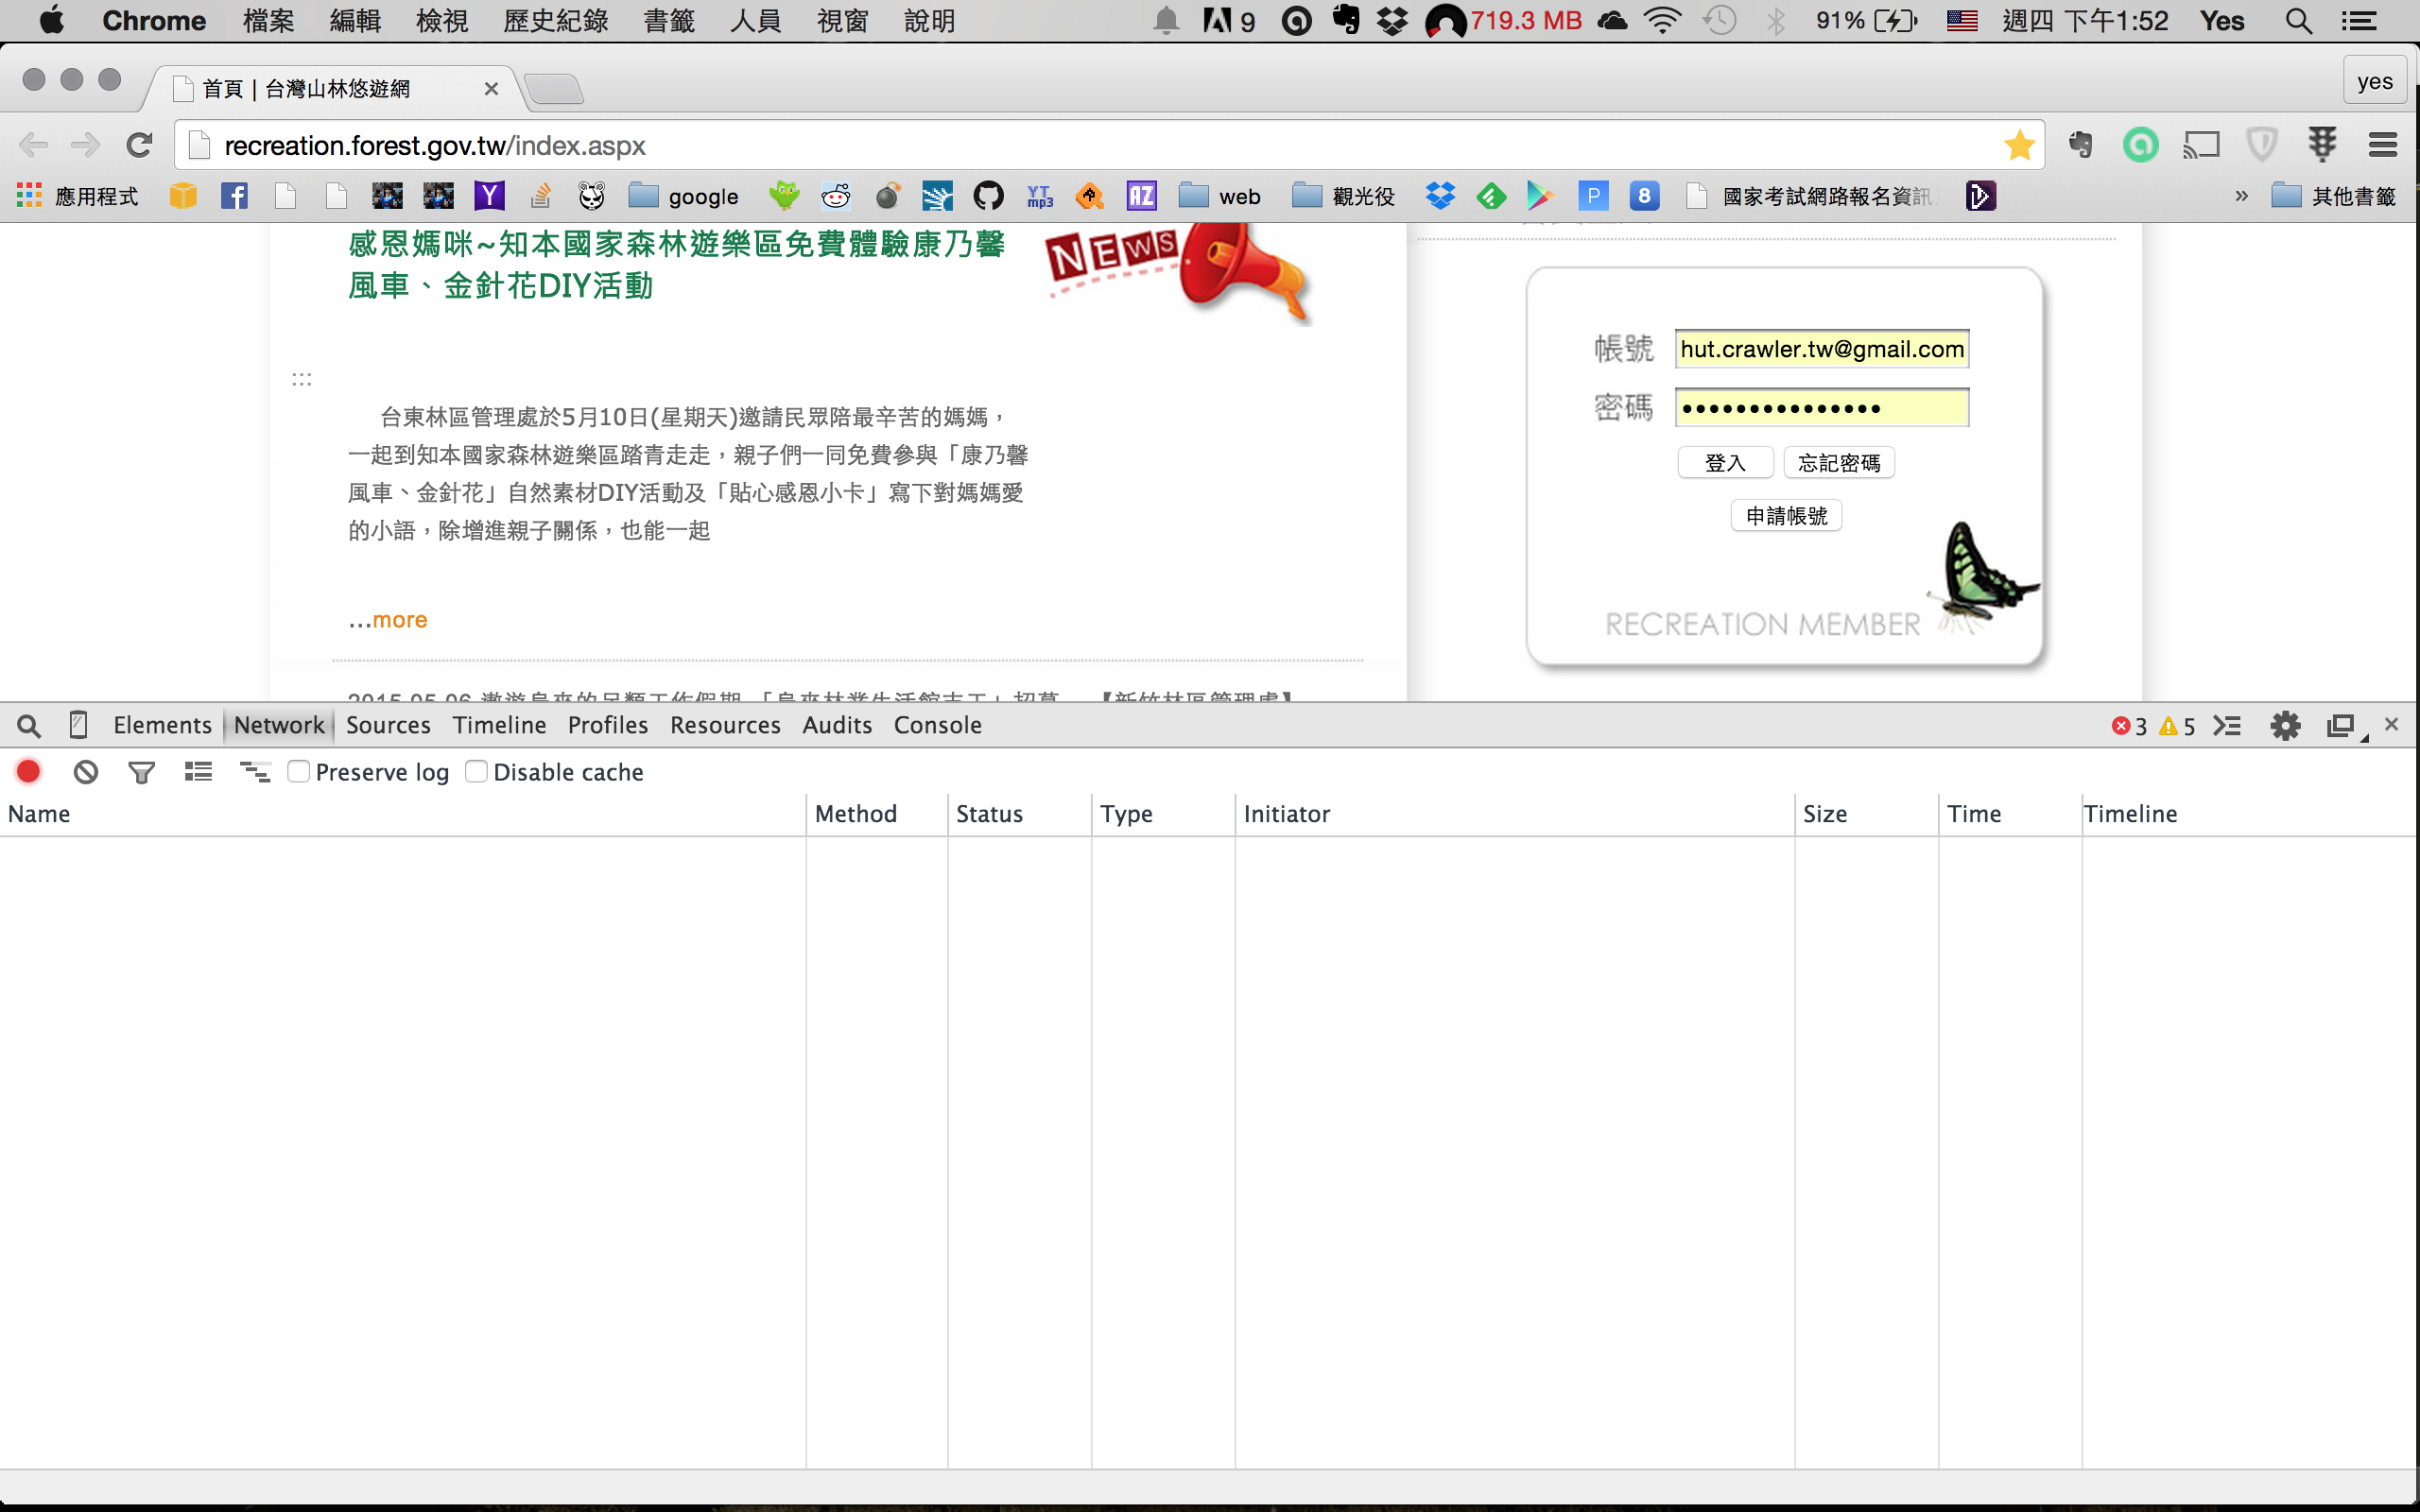 Chrome 檔案 編輯 檢視 歷史紀錄 書籤 人員 視窗 說明 9 719.3 MB 91% 週四 下午1:52 Yes
首頁 | 台灣山林悠遊網 yes
recreation.forest.gov.tw/index.aspx
應用程式 google YT mp3 AZ web 觀光役 P 8 國家考試網路報名資訊 » 其他書籤
感恩媽咪~知本國家森林遊樂區免費體驗康乃馨
風車、金針花DIY活動
NEWS
台東林區管理處於5月10日(星期天)邀請民眾陪最辛苦的媽媽，
一起到知本國家森林遊樂區踏青走走，親子們一同免費參與「康乃馨
風車、金針花」自然素材DIY活動及「貼心感恩小卡」寫下對媽媽愛
的小語，除增進親子關係，也能一起
...more
2015.05.06
帳號 hut.crawler.tw@gmail.com
密碼 •••••••••••••••
登入 忘記密碼
申請帳號
RECREATION MEMBER
Elements Network Sources Timeline Profiles Resources Audits Console 3 5
Preserve log Disable cache
Name Method Status Type Initiator Size Time Timeline